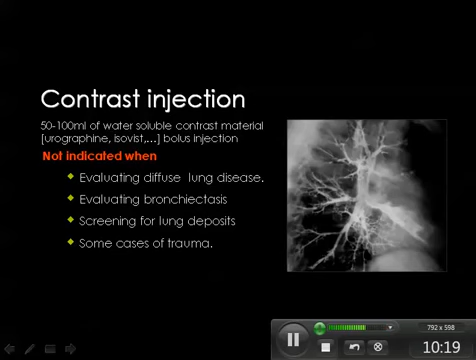 Contrast injection
50-100ml of water soluble contrast material
[urographine, isovist,...] bolus injection
Not indicated when
Evaluating diffuse lung disease.
Evaluating bronchiectasis
Screening for lung deposits
Some cases of trauma.
792 x 598
10:19